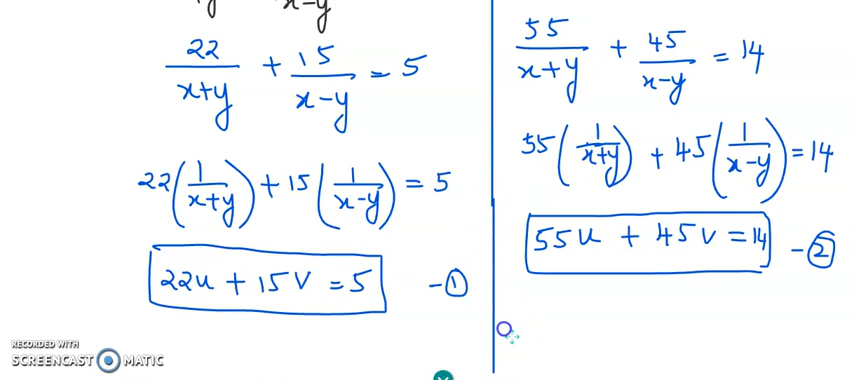 x+y x-y
22/(x+y) + 15/(x-y) = 5
22(1/(x+y)) + 15(1/(x-y)) = 5
22u + 15v = 5 -①
55/(x+y) + 45/(x-y) = 14
55(1/(x+y)) + 45(1/(x-y)) = 14
55u + 45v = 14 -②
RECORDED WITH
SCREENCAST MATIC